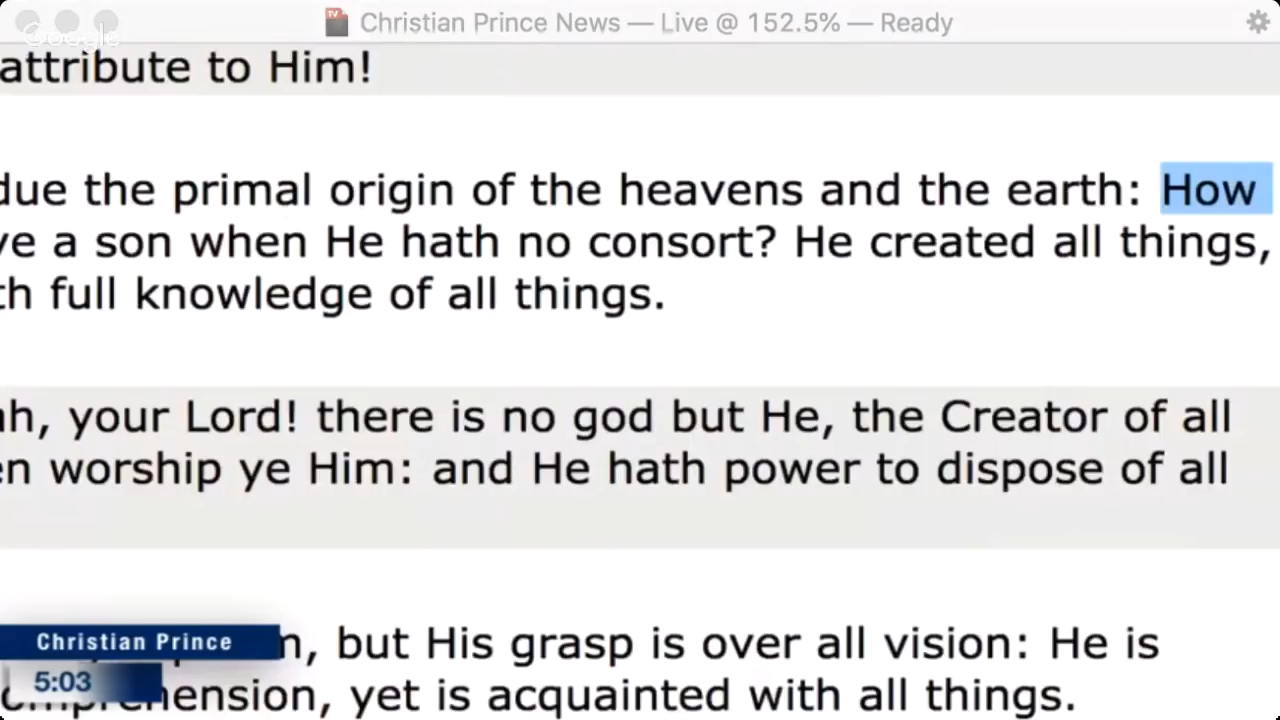 Christian Prince News — Live @ 152.5% — Ready
Google
attribute to Him!
due the primal origin of the heavens and the earth: How
ve a son when He hath no consort? He created all things,
th full knowledge of all things.
ah, your Lord! there is no god but He, the Creator of all
en worship ye Him: and He hath power to dispose of all
n, but His grasp is over all vision: He is
hension, yet is acquainted with all things.
Christian Prince
5:03